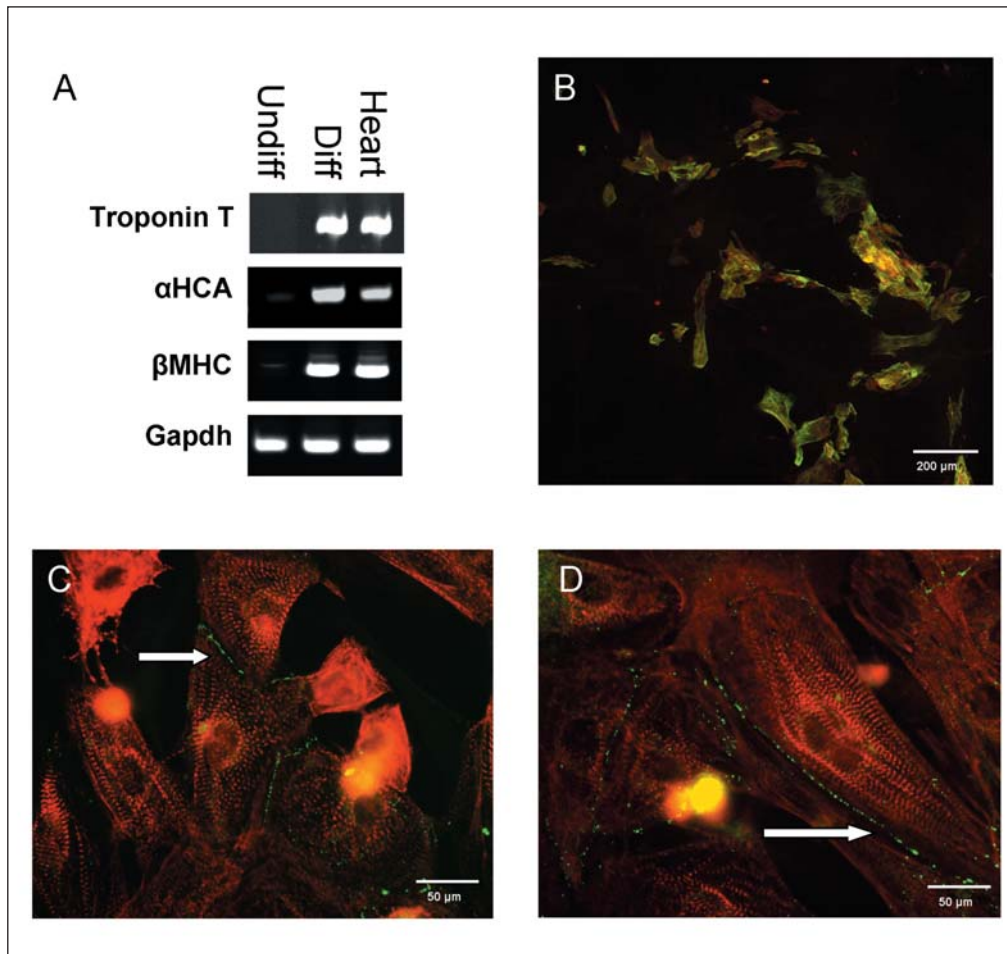 A
Undiff
Diff
Heart
Troponin T
αHCA
βMHC
Gapdh
B
200 µm
C
50 µm
D
50 µm